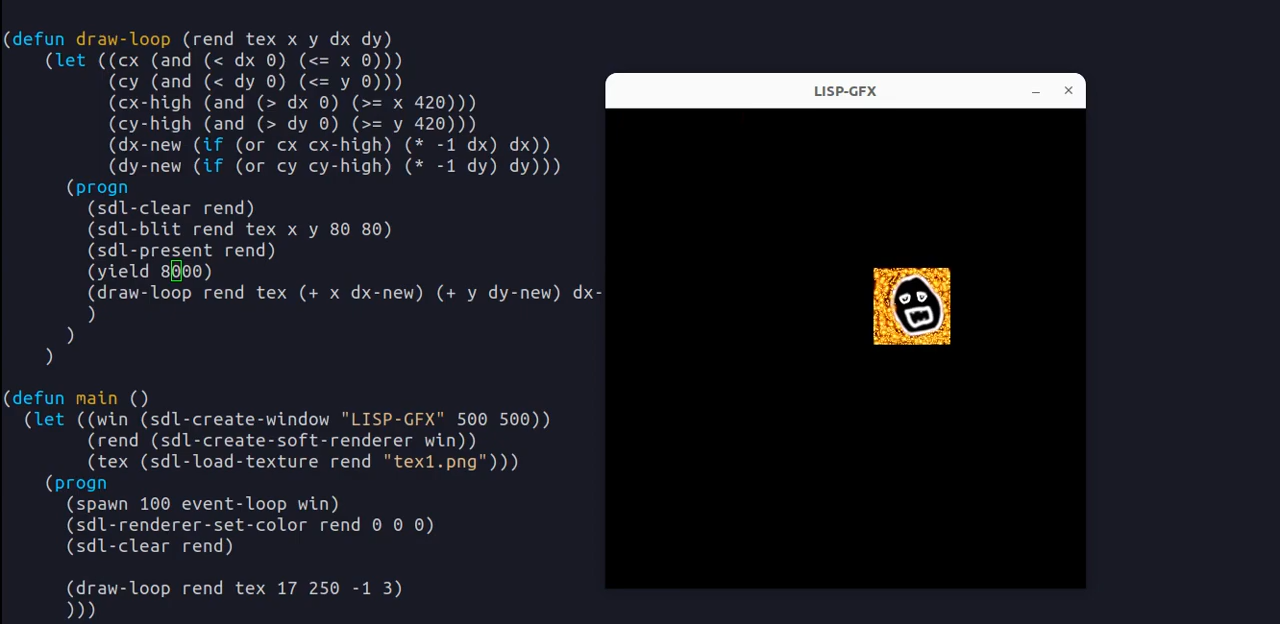 (defun draw-loop (rend tex x y dx dy)
    (let ((cx (and (< dx 0) (<= x 0)))
          (cy (and (< dy 0) (<= y 0)))
          (cx-high (and (> dx 0) (>= x 420)))
          (cy-high (and (> dy 0) (>= y 420)))
          (dx-new (if (or cx cx-high) (* -1 dx) dx))
          (dy-new (if (or cy cy-high) (* -1 dy) dy)))
      (progn
        (sdl-clear rend)
        (sdl-blit rend tex x y 80 80)
        (sdl-present rend)
        (yield 8000)
        (draw-loop rend tex (+ x dx-new) (+ y dy-new) dx-
        )
      )
    )
(defun main ()
  (let ((win (sdl-create-window "LISP-GFX" 500 500))
        (rend (sdl-create-soft-renderer win))
        (tex (sdl-load-texture rend "tex1.png")))
    (progn
      (spawn 100 event-loop win)
      (sdl-renderer-set-color rend 0 0 0)
      (sdl-clear rend)
      (draw-loop rend tex 17 250 -1 3)
      )))
LISP-GFX